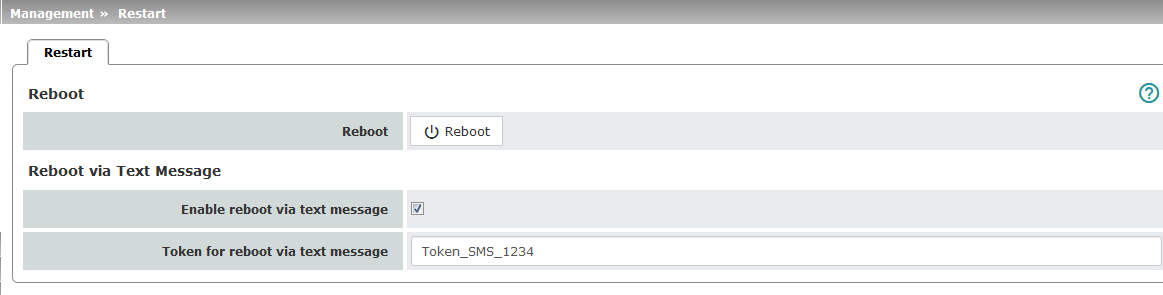 Management » Restart
Restart
Reboot
Reboot Reboot
Reboot via Text Message
Enable reboot via text message
Token for reboot via text message Token_SMS_1234